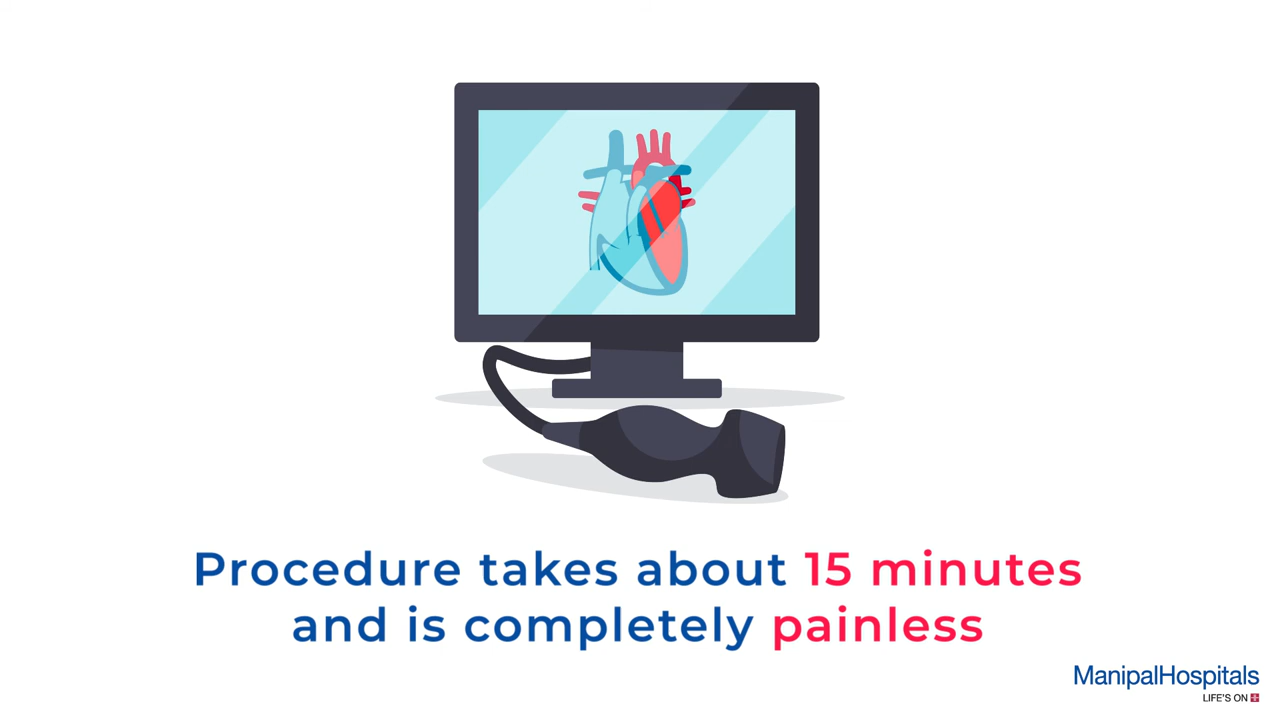 Procedure takes about 15 minutes
and is completely painless
ManipalHospitals
LIFE'S ON